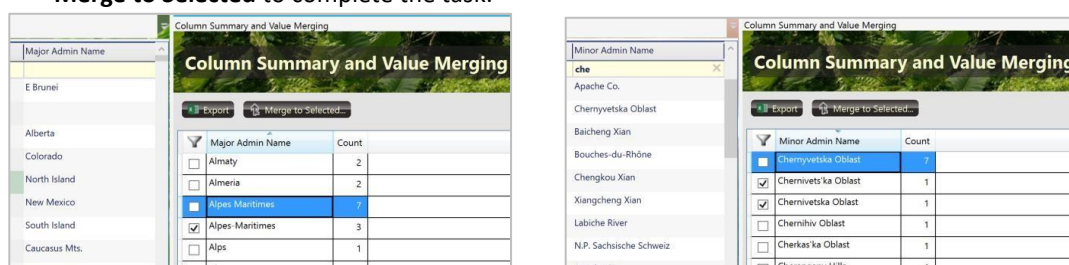 Merge to Selected to complete the task.
Column Summary and Value Merging
Major Admin Name
Column Summary and Value Merging
E Brunei
Export
Merge to Selected...
Alberta
Major Admin Name Count
Colorado
Almaty 2
North Island
Almeria 2
New Mexico
Alpes Maritimes 7
South Island
Alpes-Maritimes 3
Caucasus Mts.
Alps 1
Column Summary and Value Merging
Minor Admin Name
Column Summary and Value Merging
che
Apache Co.
Export
Merge to Selected...
Chernyvetska Oblast
Baicheng Xian
Minor Admin Name Count
Bouches-du-Rhône
Chernyvetska Oblast 7
Chengkou Xian
Chernivets'ka Oblast 1
Xiangcheng Xian
Chernivetska Oblast 1
Labiche River
Chernihiv Oblast 1
N.P. Sachsische Schweiz
Cherkas'ka Oblast 1